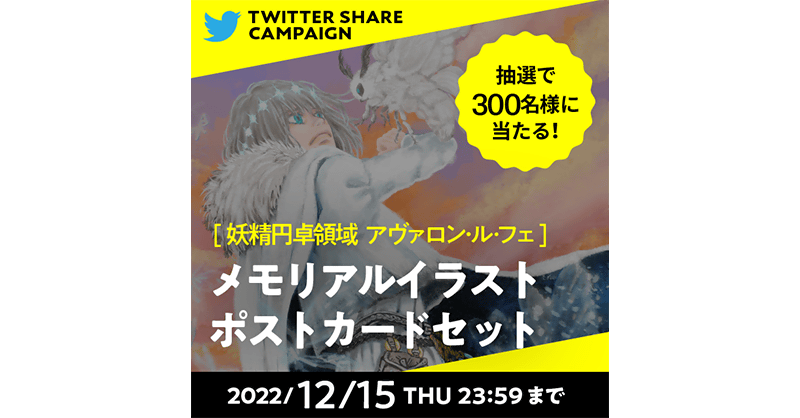 TWITTER SHARE
CAMPAIGN
抽選で
300名様に
当たる!
[ 妖精円卓領域 アヴァロン・ル・フェ ]
メモリアルイラスト
ポストカードセット
2022/12/15 THU 23:59まで